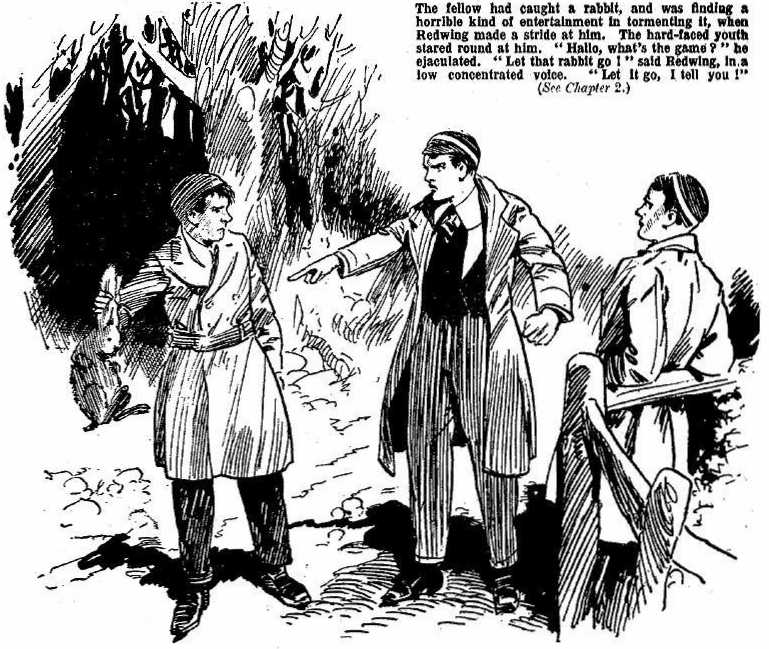 The fellow had caught a rabbit, and was finding a
horrible kind of entertainment in tormenting it, when
Redwing made a stride at him. The hard-faced youth
stared round at him. "Hallo, what's the game?" he
ejaculated. "Let that rabbit go!" said Redwing, in a
low concentrated voice. "Let it go, I tell you!"
(See Chapter 2.)